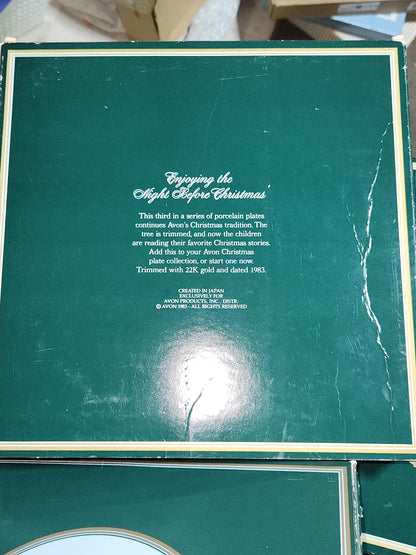 Enjoying the
Night Before Christmas
This third in a series of porcelain plates
continues Avon's Christmas tradition. The
tree is trimmed, and now the children
are reading their favorite Christmas stories.
Add this to your Avon Christmas
plate collection, or start one now.
Trimmed with 22K gold and dated 1983.
CREATED IN JAPAN
EXCLUSIVELY FOR
AVON PRODUCTS, INC., DISTR.
© AVON 1983 – ALL RIGHTS RESERVED